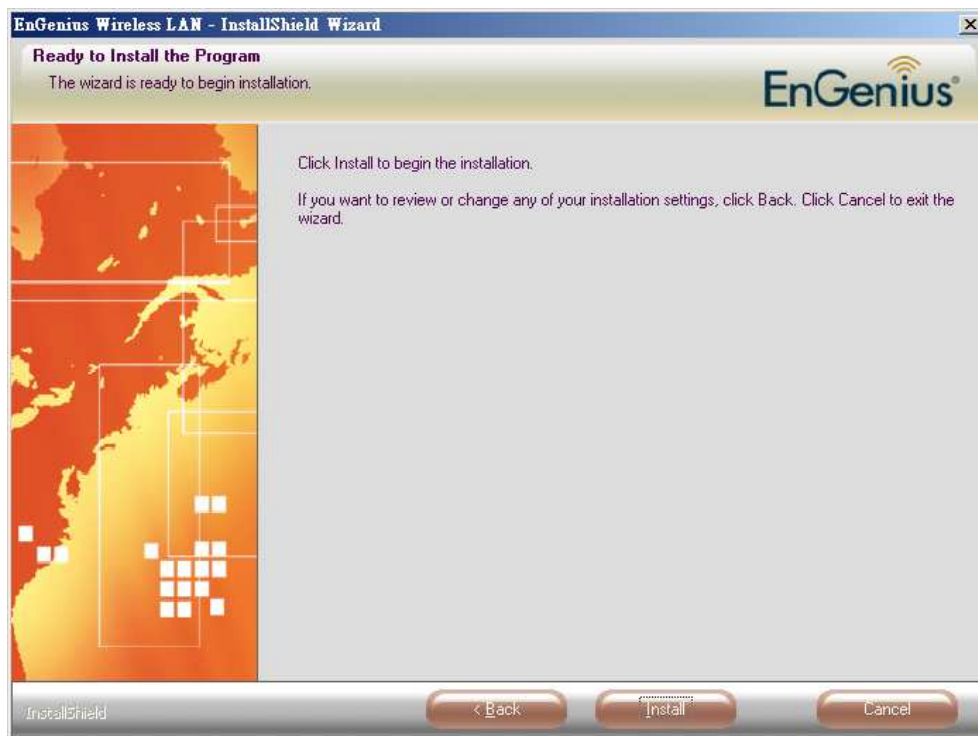 EnGenius Wireless LAN - InstallShield Wizard
Ready to Install the Program
The wizard is ready to begin installation.
EnGenius®
Click Install to begin the installation.
If you want to review or change any of your installation settings, click Back. Click Cancel to exit the
wizard.
InstallShield
< Back
Install
Cancel